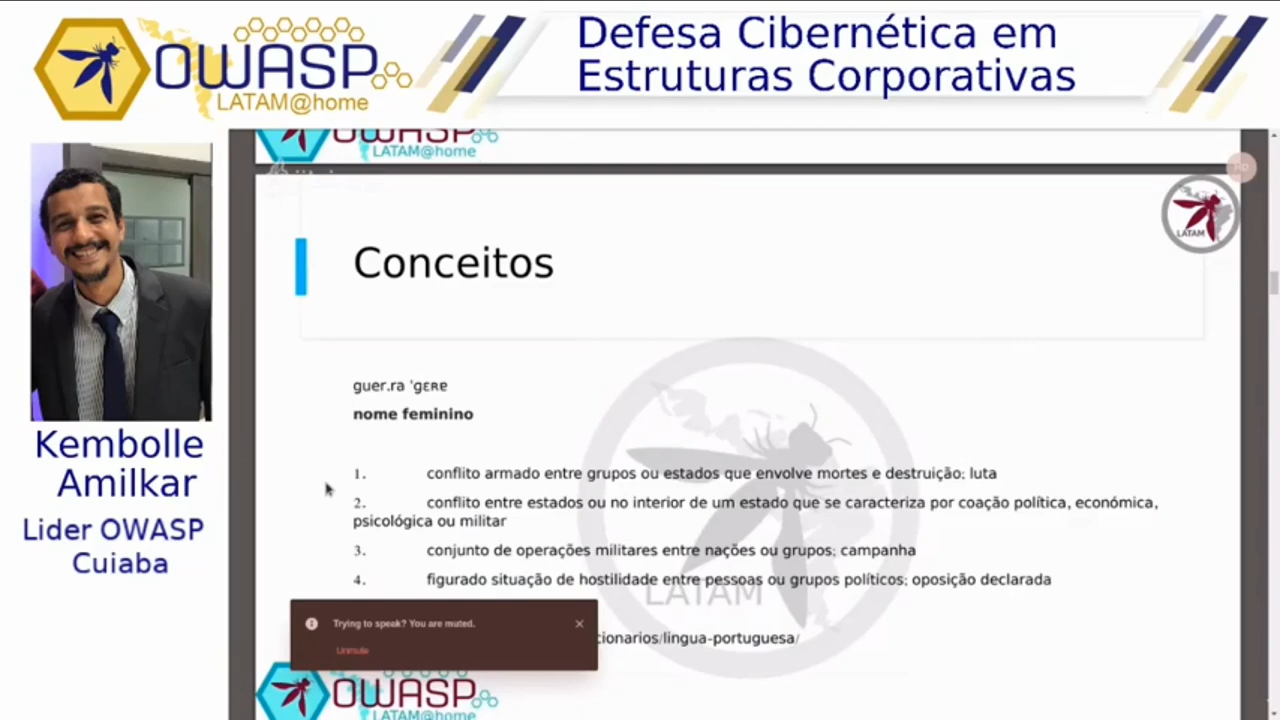 OWASP
LATAM@home
Defesa Cibernética em
Estruturas Corporativas
OWASP
LATAM@home
LATAM
Conceitos
guer.ra ˈgɛʀɐ
nome feminino
1. conflito armado entre grupos ou estados que envolve mortes e destruição; luta
2. conflito entre estados ou no interior de um estado que se caracteriza por coação política, económica,
psicológica ou militar
3. conjunto de operações militares entre nações ou grupos; campanha
4. figurado situação de hostilidade entre pessoas ou grupos políticos; oposição declarada
LATAM
Trying to speak? You are muted.
Unmute
cionarios/lingua-portuguesa/
OWASP
LATAM@home
Kembolle
Amilkar
Lider OWASP
Cuiaba